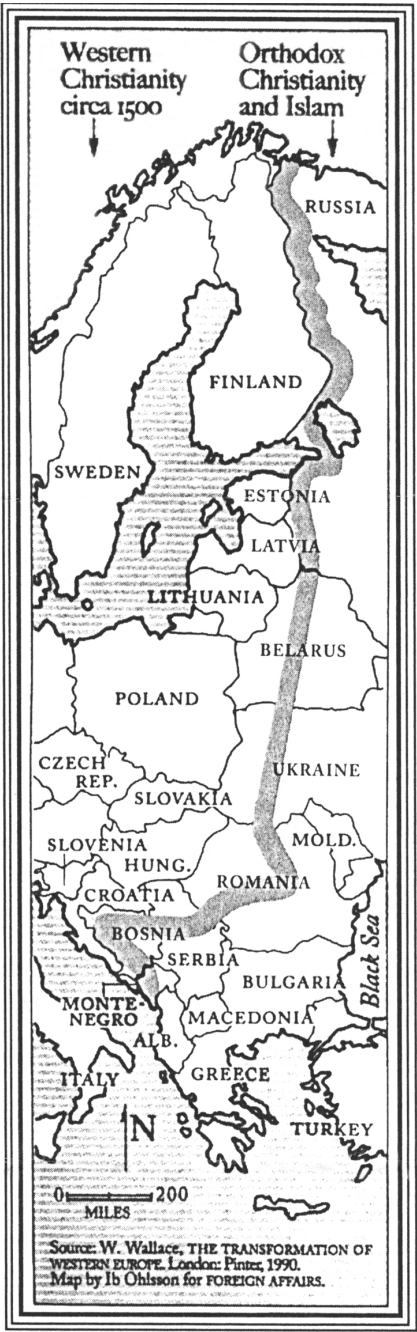 Western
Christianity
circa 1500
Orthodox
Christianity
and Islam
RUSSIA
FINLAND
SWEDEN
ESTONIA
LATVIA
LITHUANIA
BELARUS
POLAND
CZECH
REP.
UKRAINE
SLOVAKIA
SLOVENIA
HUNG.
MOLD.
ROMANIA
CROATIA
BOSNIA
SERBIA
BULGARIA
Black Sea
MONTE-
NEGRO
MACEDONIA
ALB.
ITALY
GREECE
TURKEY
N
0 200
MILES
Source: W. Wallace, THE TRANSFORMATION OF
WESTERN EUROPE. London: Pinter, 1990.
Map by Ib Ohlsson for FOREIGN AFFAIRS.